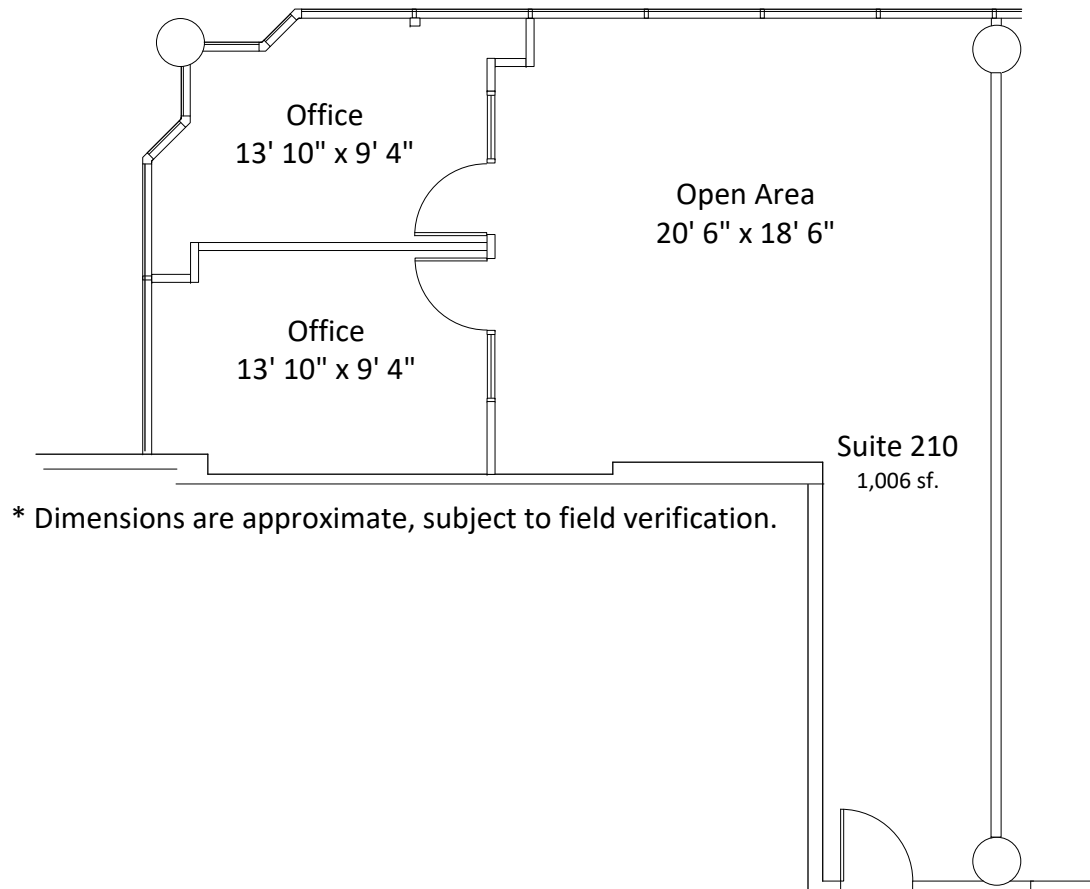 Office
13' 10" x 9' 4"
Open Area
20' 6" x 18' 6"
Office
13' 10" x 9' 4"
Suite 210
1,006 sf.
* Dimensions are approximate, subject to field verification.